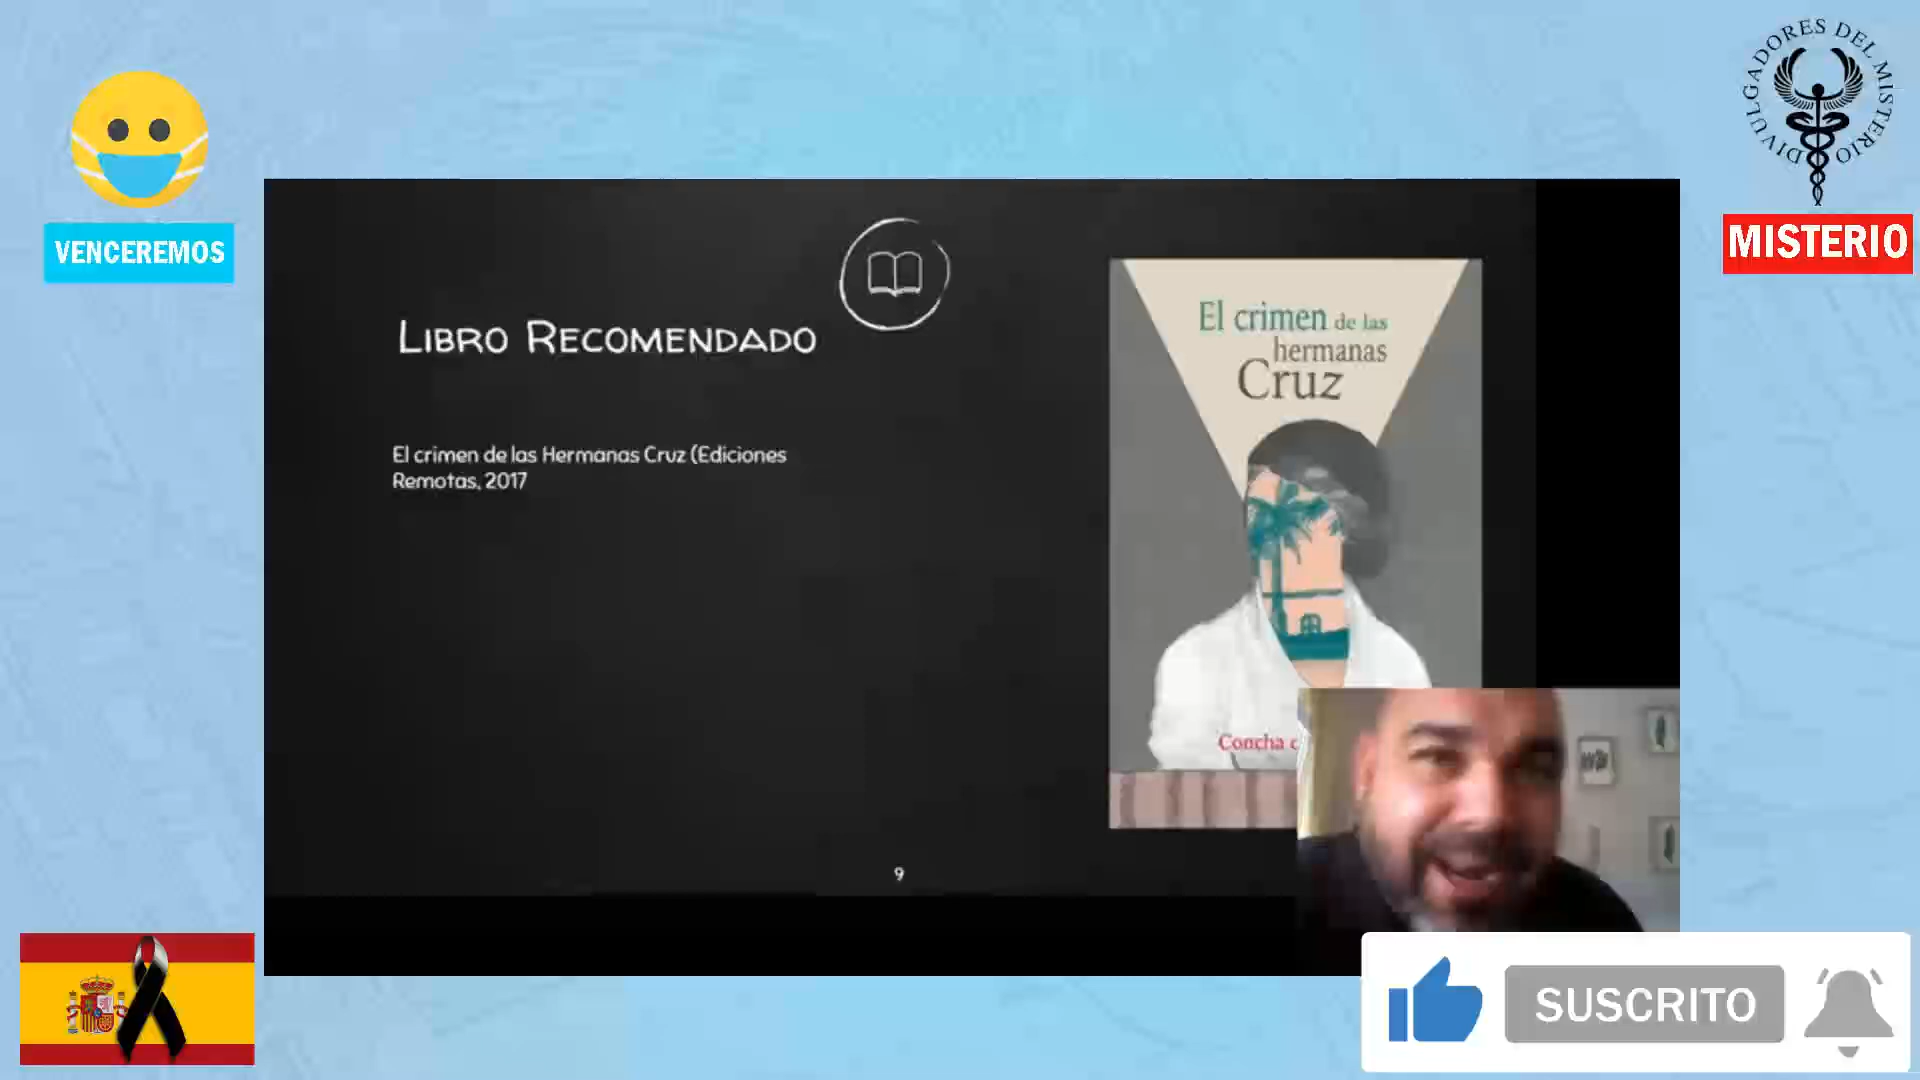 DIVULGADORES DEL MISTERIO
VENCEREMOS
MISTERIO
LIBRO RECOMENDADO
El crimen de las Hermanas Cruz (Ediciones
Remotas, 2017
El crimen de las
hermanas
Cruz
Concha
9
SUSCRITO